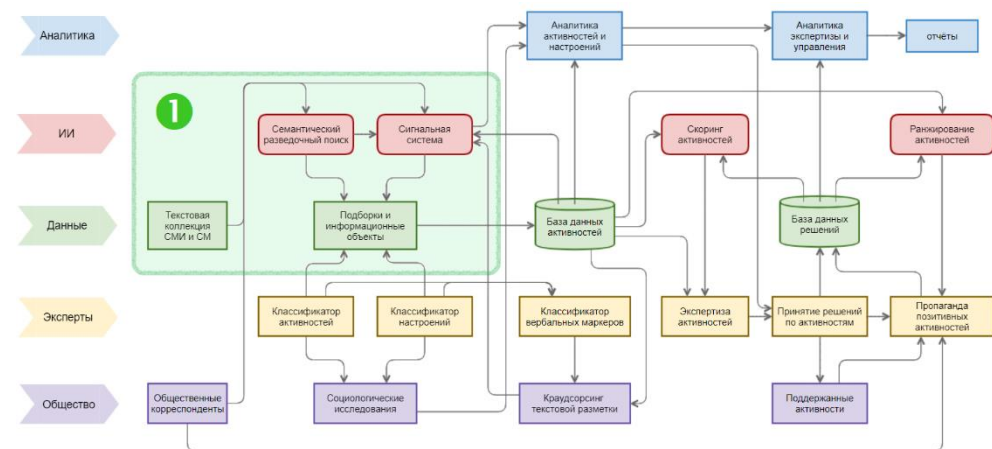 Аналитика
Аналитика
активностей и
настроений
Аналитика
экспертизы и
управления
отчёты
1
ИИ
Семантический
разведочный поиск
Сигнальная
система
Скоринг
активностей
Ранжирование
активностей
Данные
Текстовая
коллекция
СМИ и СМ
Подборки и
информационные
объекты
База данных
активностей
База данных
решений
Эксперты
Классификатор
активностей
Классификатор
настроений
Классификатор
вербальных маркеров
Экспертиза
активностей
Принятие решений
по активностям
Пропаганда
позитивных
активностей
Общество
Общественные
корреспонденты
Социологические
исследования
Краудсорсинг
текстовой разметки
Поддержанные
активности